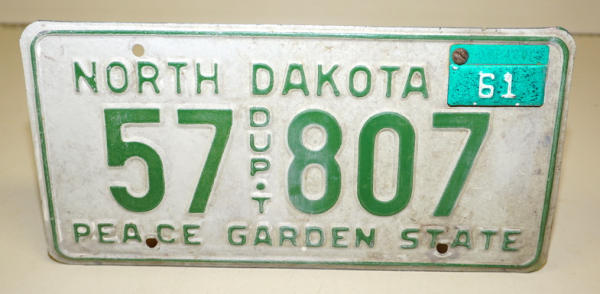 NORTH DAKOTA
61
57 DUP·T 807
PEACE GARDEN STATE